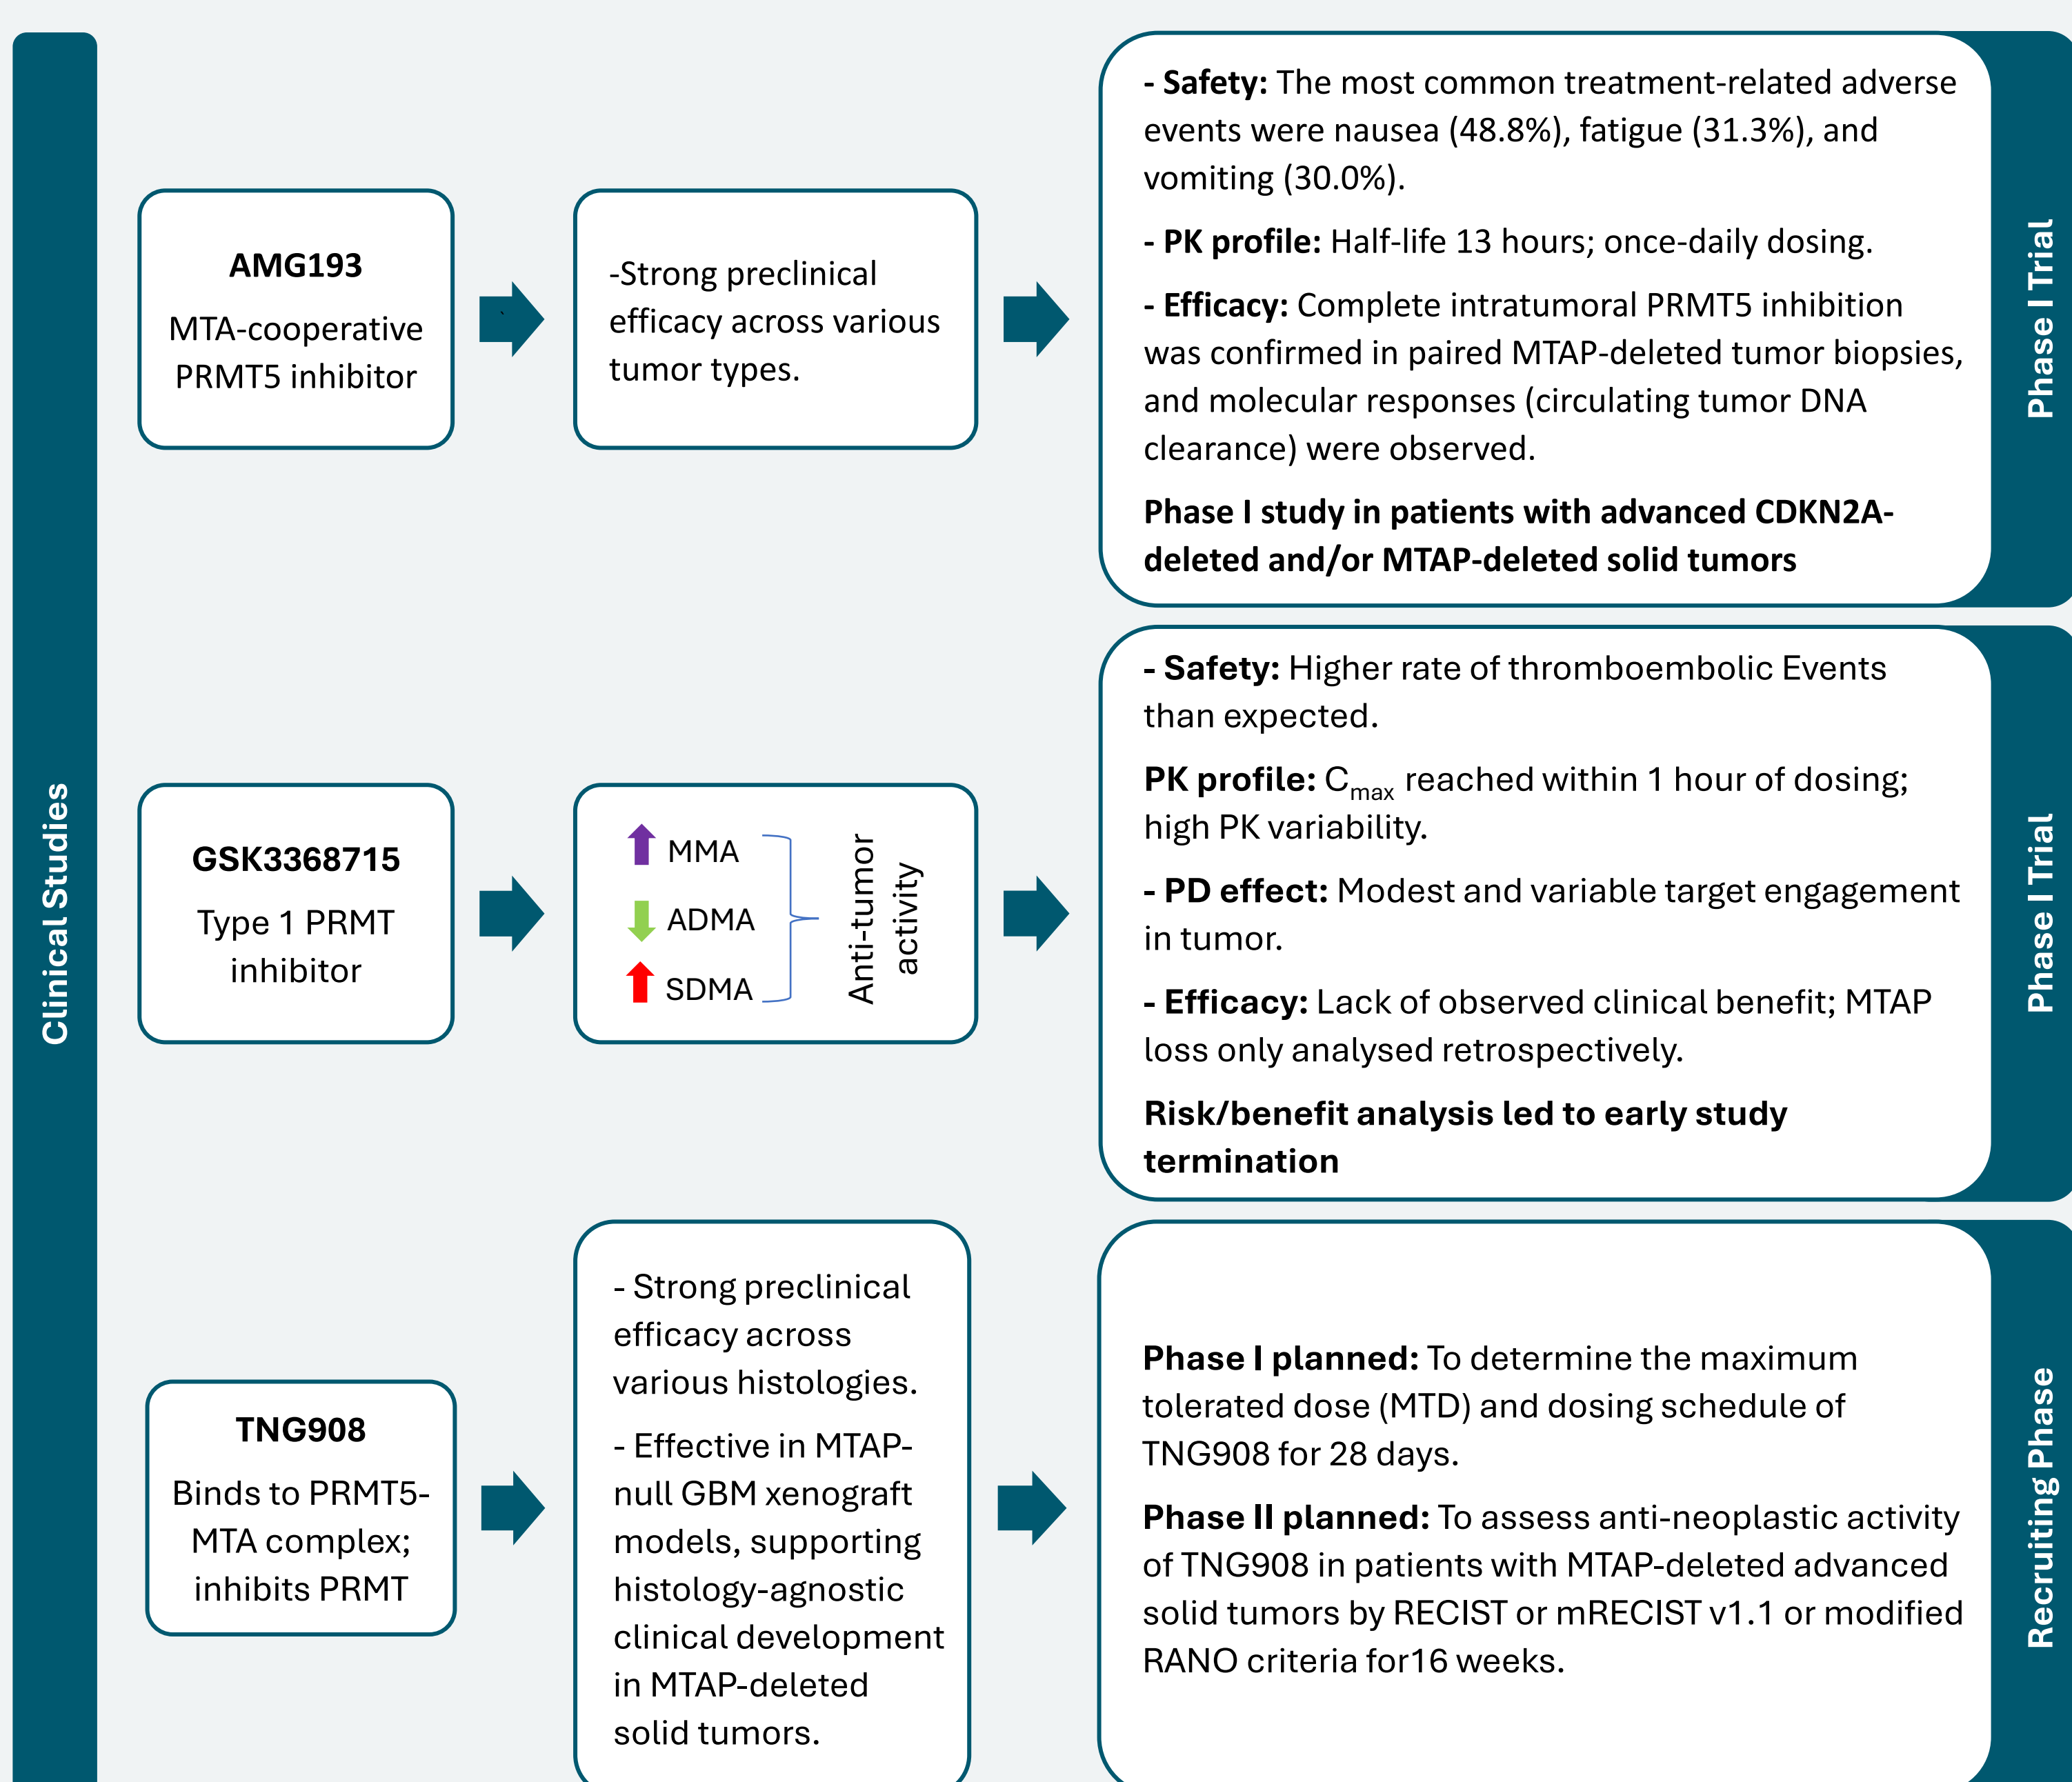 Clinical Studies
AMG193
MTA-cooperative
PRMT5 inhibitor
-Strong preclinical
efficacy across various
tumor types.
- Safety: The most common treatment-related adverse
events were nausea (48.8%), fatigue (31.3%), and
vomiting (30.0%).
- PK profile: Half-life 13 hours; once-daily dosing.
- Efficacy: Complete intratumoral PRMT5 inhibition
was confirmed in paired MTAP-deleted tumor biopsies,
and molecular responses (circulating tumor DNA
clearance) were observed.
Phase I study in patients with advanced CDKN2A-
deleted and/or MTAP-deleted solid tumors
Phase I Trial
GSK3368715
Type 1 PRMT
inhibitor
MMA
ADMA
SDMA
Anti-tumor
activity
- Safety: Higher rate of thromboembolic Events
than expected.
PK profile: Cmax reached within 1 hour of dosing;
high PK variability.
- PD effect: Modest and variable target engagement
in tumor.
- Efficacy: Lack of observed clinical benefit; MTAP
loss only analysed retrospectively.
Risk/benefit analysis led to early study
termination
Phase I Trial
TNG908
Binds to PRMT5-
MTA complex;
inhibits PRMT
- Strong preclinical
efficacy across
various histologies.
- Effective in MTAP-
null GBM xenograft
models, supporting
histology-agnostic
clinical development
in MTAP-deleted
solid tumors.
Phase I planned: To determine the maximum
tolerated dose (MTD) and dosing schedule of
TNG908 for 28 days.
Phase II planned: To assess anti-neoplastic activity
of TNG908 in patients with MTAP-deleted advanced
solid tumors by RECIST or mRECIST v1.1 or modified
RANO criteria for16 weeks.
Recruiting Phase